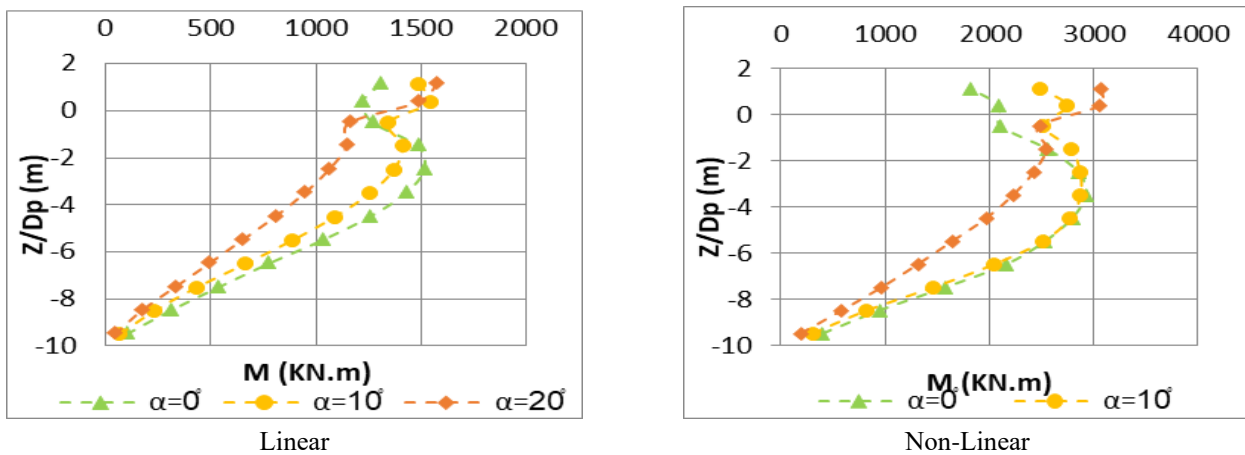 0 500 1000 1500 2000
2
0
-2
-4
-6
-8
-10
Z/Dp (m)
M (KN.m)
α=0° α=10° α=20°
Linear
0 1000 2000 3000 4000
2
0
-2
-4
-6
-8
-10
Z/Dp (m)
M (KN.m)
α=0° α=10°
Non-Linear